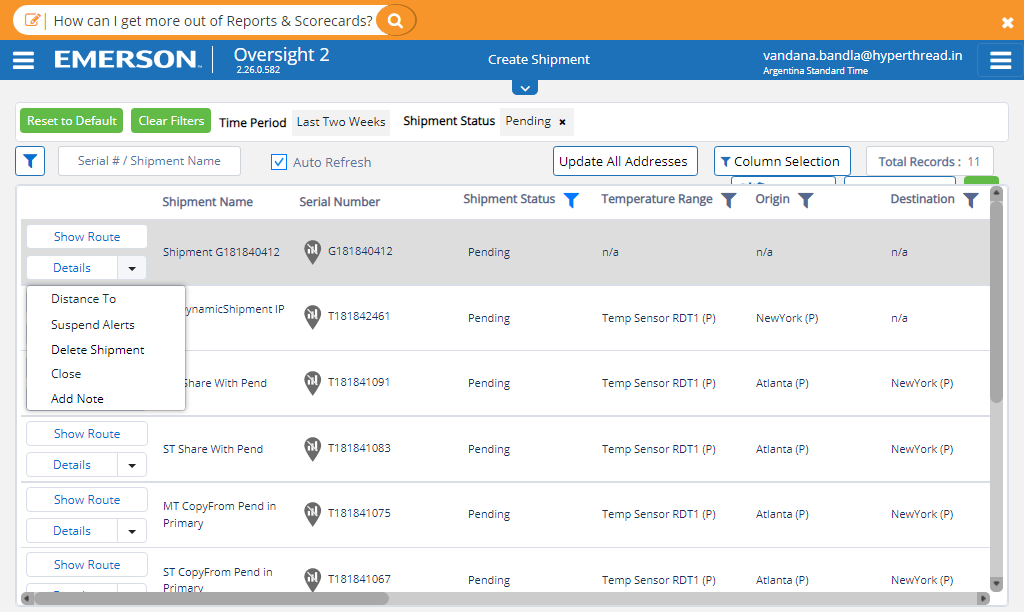 How can I get more out of Reports & Scorecards?
EMERSON.
Oversight 2
2.26.0.582
Create Shipment
vandana.bandla@hyperthread.in
Argentina Standard Time
Reset to Default
Clear Filters
Time Period
Last Two Weeks
Shipment Status
Pending ×
Serial # / Shipment Name
Auto Refresh
Update All Addresses
Column Selection
Total Records : 11
Shipment Name
Serial Number
Shipment Status
Temperature Range
Origin
Destination
Show Route
Details
Shipment G181840412
G181840412
Pending
n/a
n/a
n/a
Distance To
Suspend Alerts
Delete Shipment
Close
Add Note
ynamicShipment IP
T181842461
Pending
Temp Sensor RDT1 (P)
NewYork (P)
n/a
Share With Pend
T181841091
Pending
Temp Sensor RDT1 (P)
Atlanta (P)
NewYork (P)
Show Route
Details
ST Share With Pend
T181841083
Pending
Temp Sensor RDT1 (P)
Atlanta (P)
NewYork (P)
Show Route
Details
MT CopyFrom Pend in
Primary
T181841075
Pending
Temp Sensor RDT1 (P)
Atlanta (P)
NewYork (P)
Show Route
ST CopyFrom Pend in
Primary
T181841067
Pending
Temp Sensor RDT1 (P)
Atlanta (P)
NewYork (P)